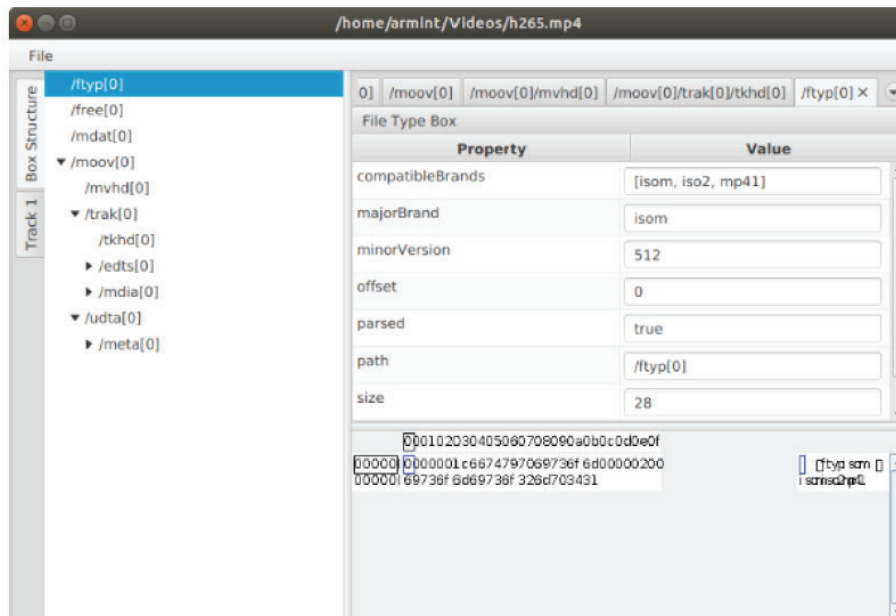 /home/armint/Videos/h265.mp4
File
Box Structure
Track 1
/ftyp[0]
/free[0]
/mdat[0]
/moov[0]
/mvhd[0]
/trak[0]
/tkhd[0]
/edts[0]
/mdia[0]
/udta[0]
/meta[0]
0] /moov[0] /moov[0]/mvhd[0] /moov[0]/trak[0]/tkhd[0] /ftyp[0]
File Type Box
Property Value
compatibleBrands [isom, iso2, mp41]
majorBrand isom
minorVersion 512
offset 0
parsed true
path /ftyp[0]
size 28
000102030405060708090a0b0c0d0e0f
00000 0000001c6674797069736f6d00000200
00000 69736f6d69736f326d703431